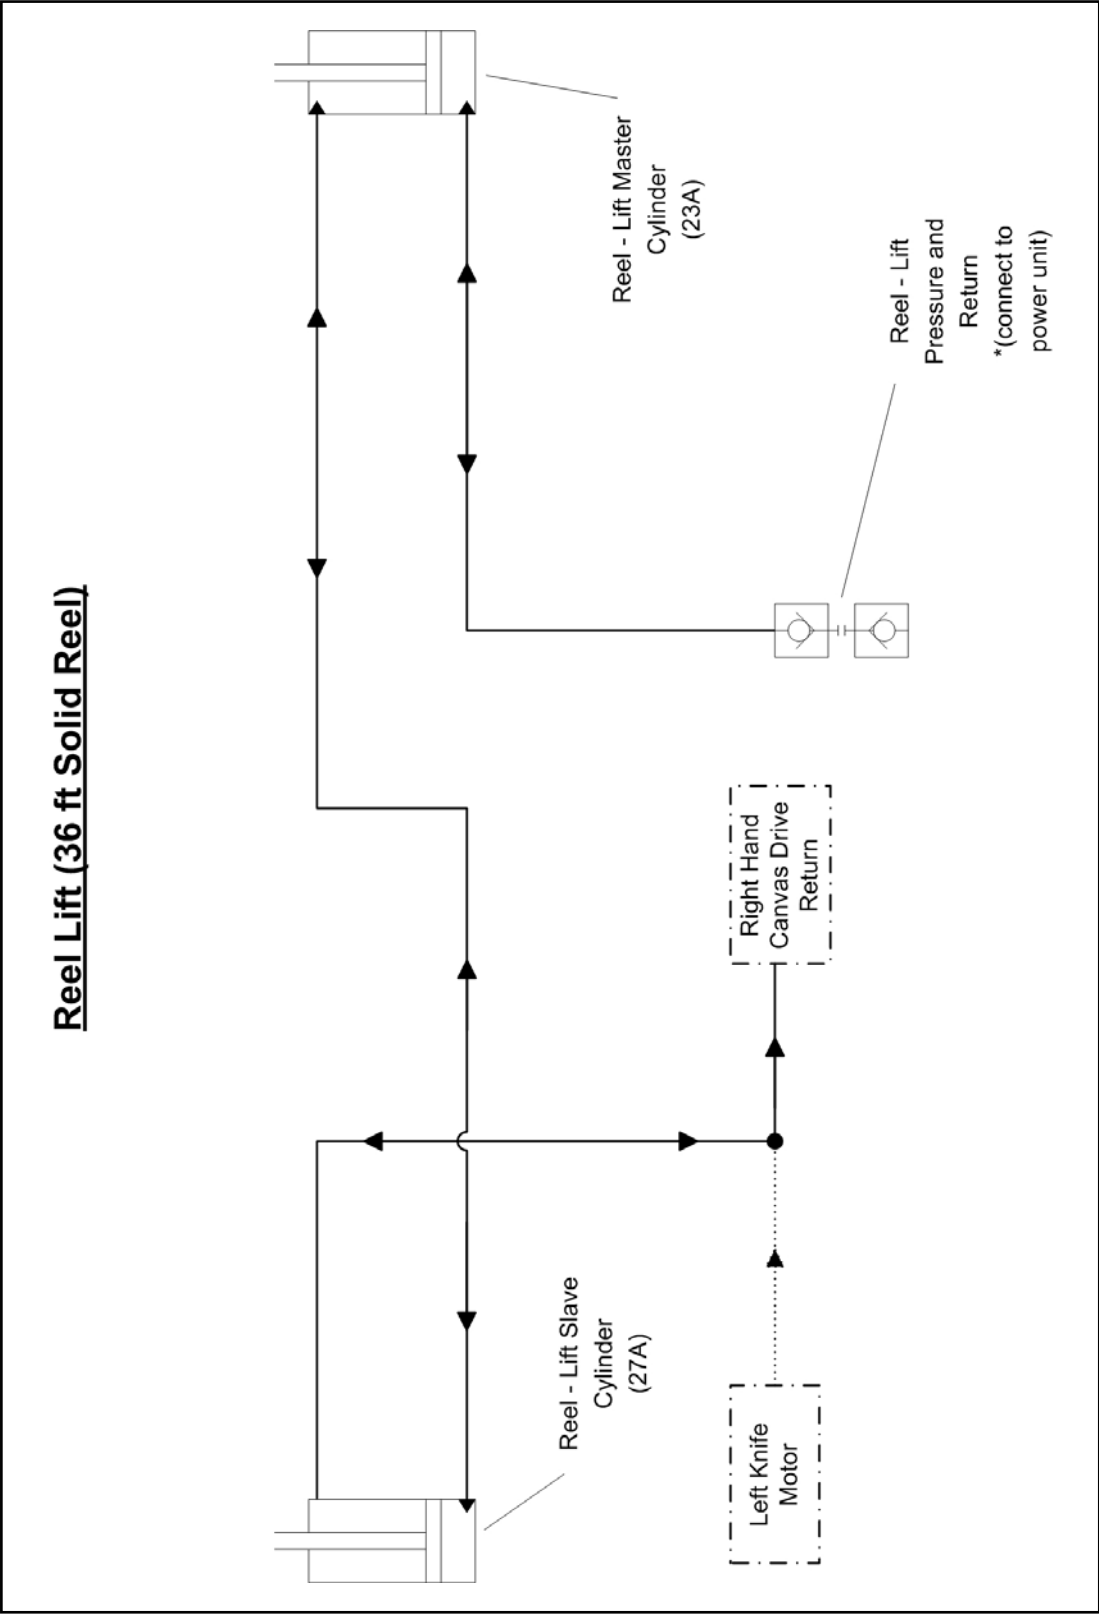 Reel Lift (36 ft Solid Reel)
Reel - Lift Slave
Cylinder
(27A)
Reel - Lift Master
Cylinder
(23A)
Left Knife
Motor
Right Hand
Canvas Drive
Return
Reel - Lift
Pressure and
Return
*(connect to
power unit)